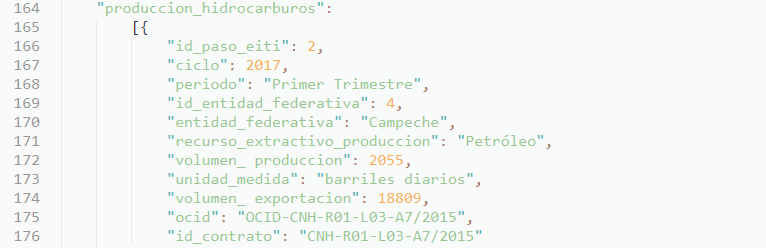 164 "produccion_hidrocarburos":
165 [{
166 "id_paso_eiti": 2,
167 "ciclo": 2017,
168 "periodo": "Primer Trimestre",
169 "id_entidad_federativa": 4,
170 "entidad_federativa": "Campeche",
171 "recurso_extractivo_produccion": "Petróleo",
172 "volumen_ produccion": 2055,
173 "unidad_medida": "barriles diarios",
174 "volumen_ exportacion": 18809,
175 "ocid": "OCID-CNH-R01-L03-A7/2015",
176 "id_contrato": "CNH-R01-L03-A7/2015"